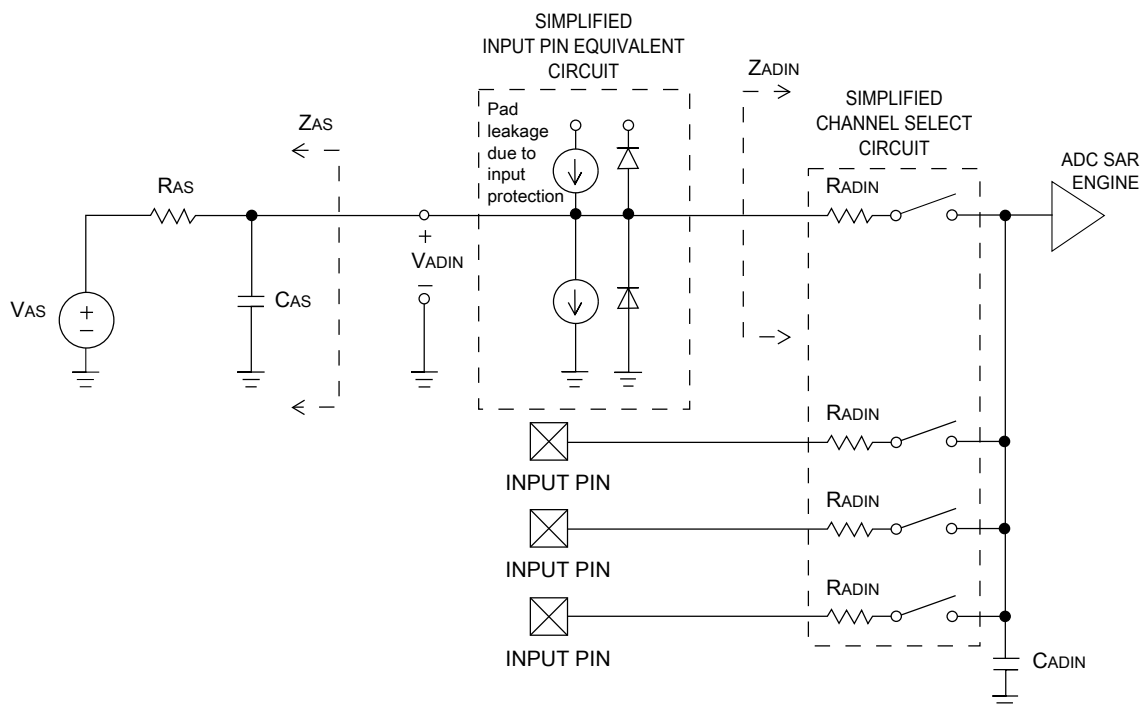 SIMPLIFIED
INPUT PIN EQUIVALENT
CIRCUIT
ZADIN
SIMPLIFIED
CHANNEL SELECT
CIRCUIT
ADC SAR
ENGINE
Pad
leakage
due to
input
protection
ZAS
RAS
RADIN
+
VADIN
–
CAS
VAS
+
–
RADIN
INPUT PIN
RADIN
INPUT PIN
RADIN
INPUT PIN
CADIN